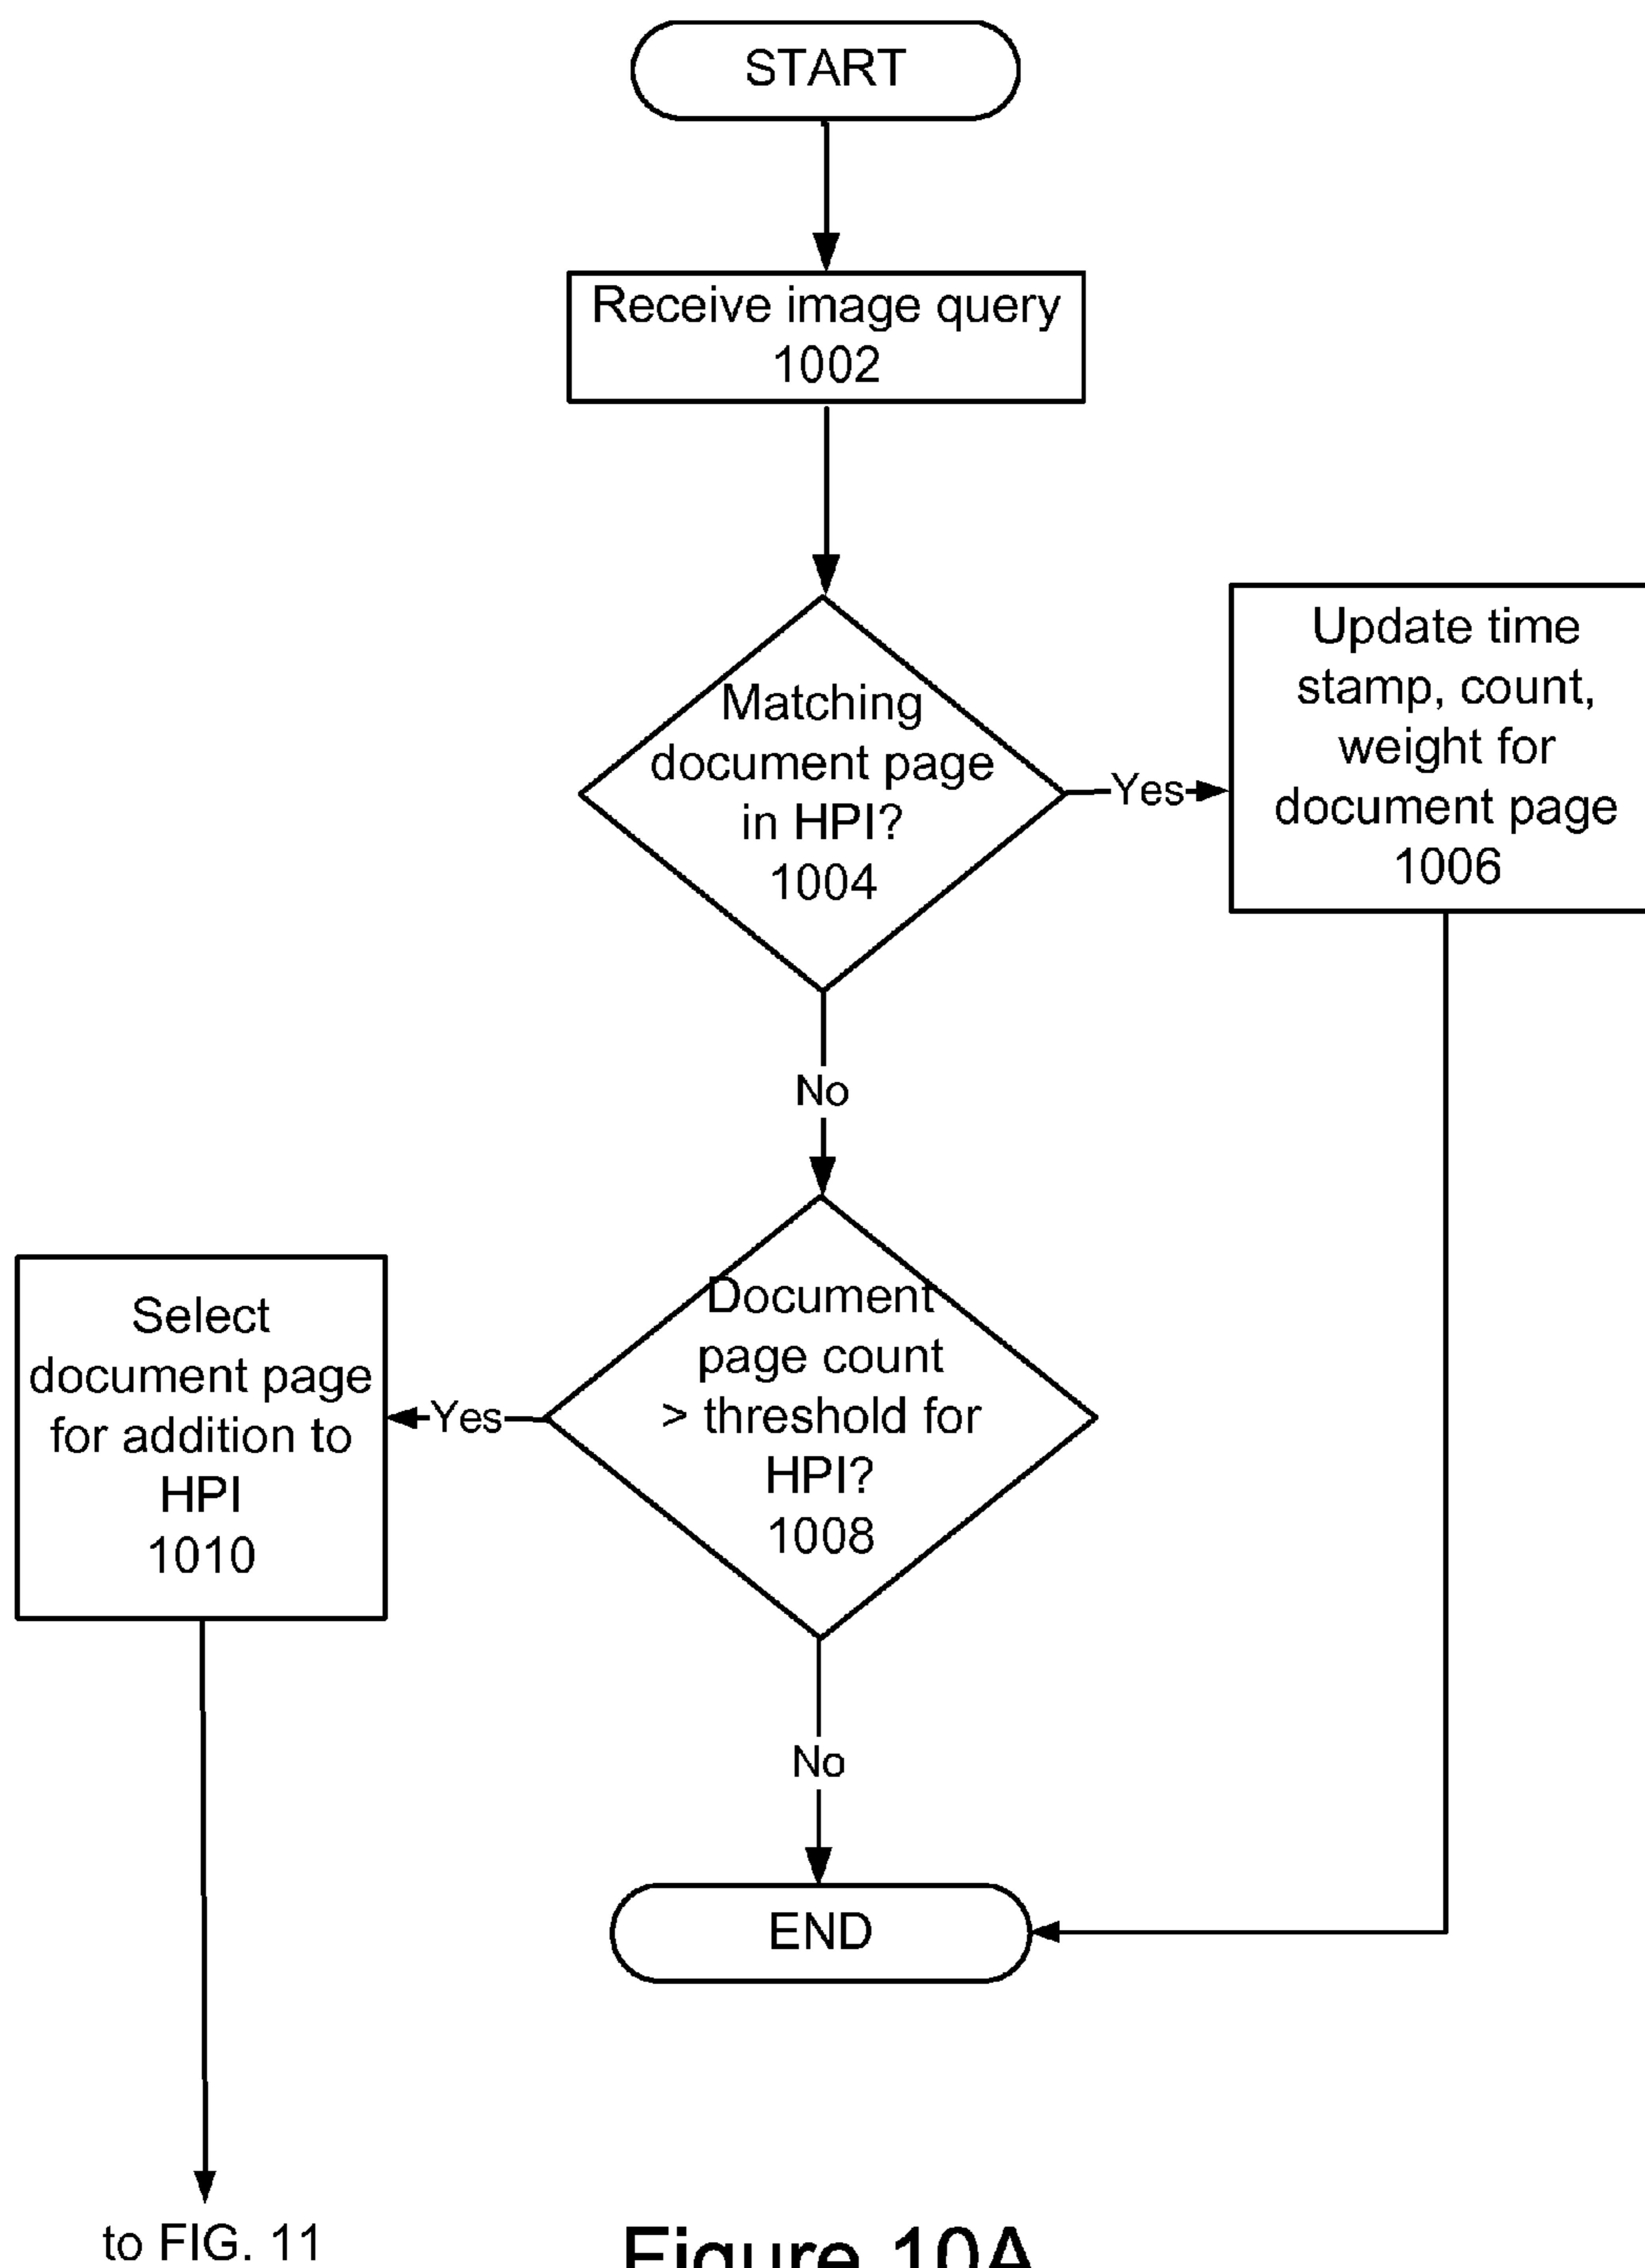 START
Receive image query
1002
Matching
document page
in HPI?
1004
Yes
Update time
stamp, count,
weight for
document page
1006
No
Document
page count
> threshold for
HPI?
1008
Yes
Select
document page
for addition to
HPI
1010
No
END
to FIG. 11
Figure 10A